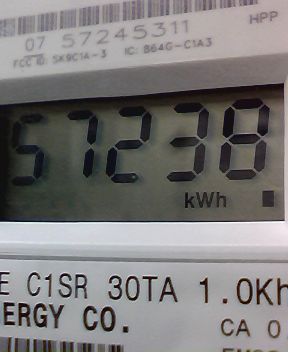 HPP
07 57245311
FCC ID: SK9C1A-3 IC: 864G-C1A3
57238
kWh
E C1SR 30TA 1.0Kh
ERGY CO.
CA 0